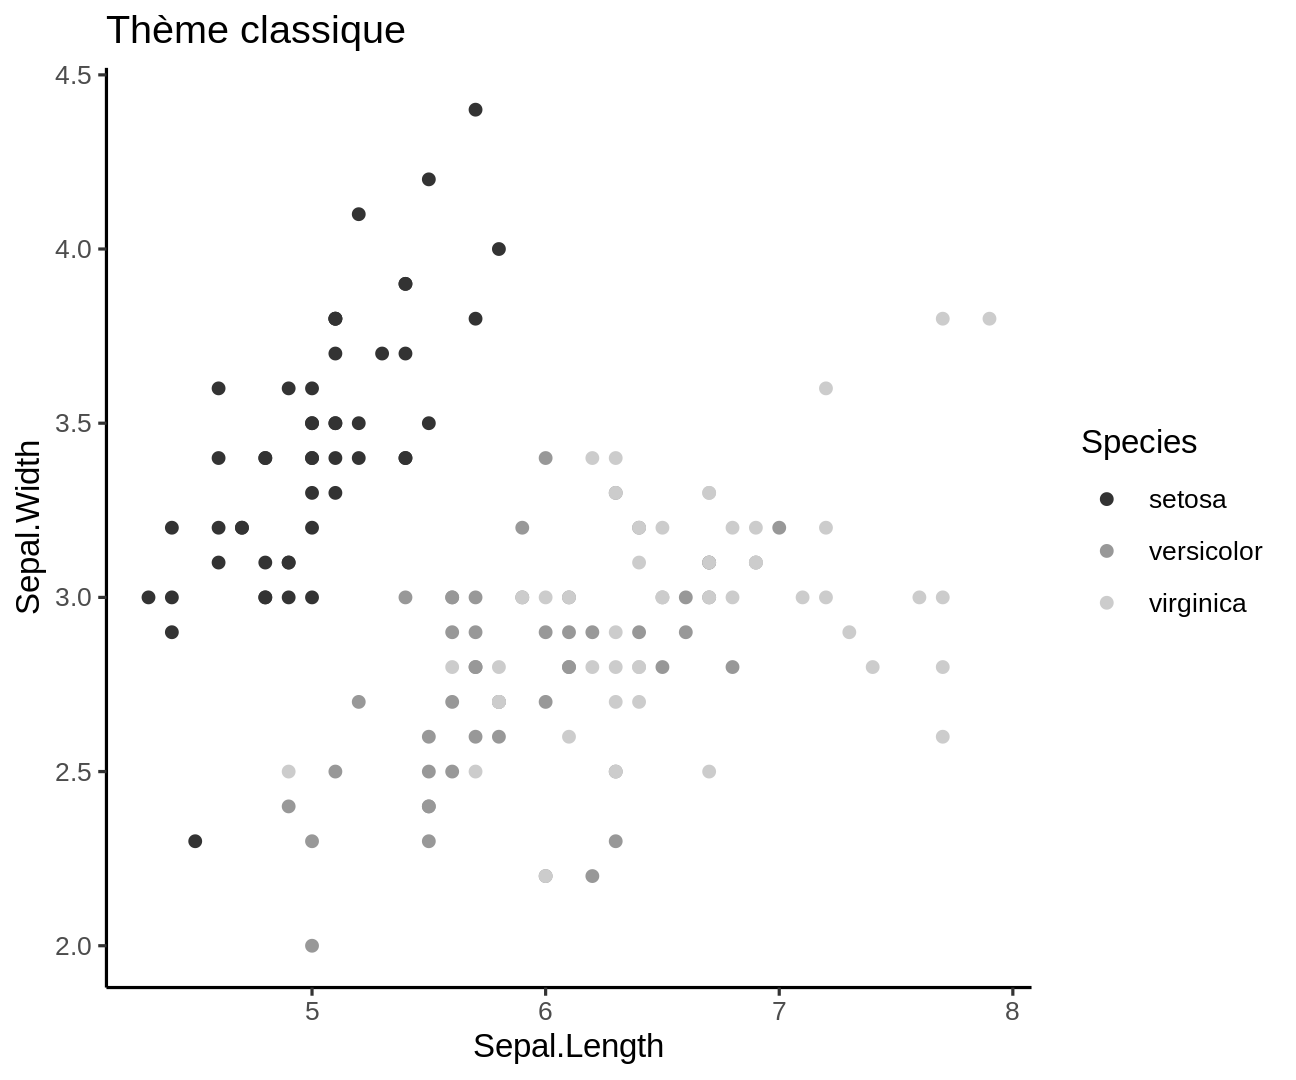 Thème classique
4.5
4.0
3.5
3.0
2.5
2.0
Sepal.Width
5 6 7 8
Sepal.Length
Species
setosa
versicolor
virginica